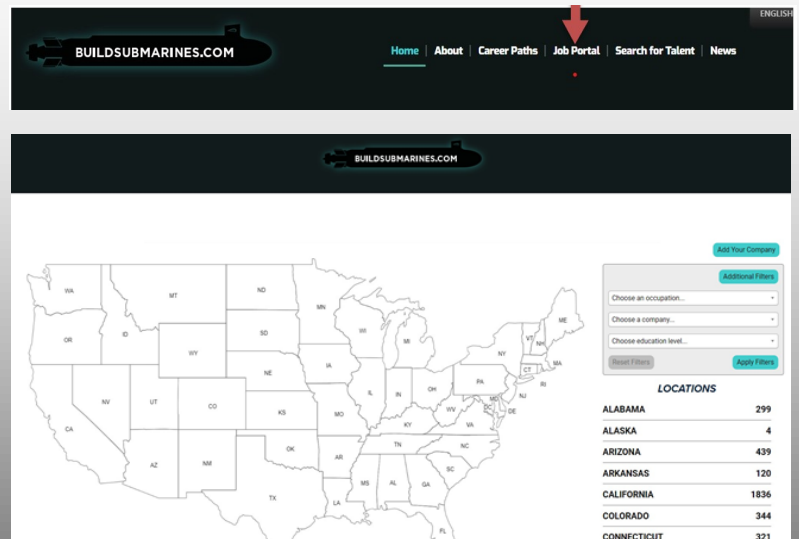 ENGLISH
BUILDSUBMARINES.COM
Home | About | Career Paths | Job Portal | Search for Talent | News
BUILDSUBMARINES.COM
Add Your Company
Additional Filters
Choose an occupation...
Choose a company...
Choose education level...
Reset Filters Apply Filters
LOCATIONS
ALABAMA 299
ALASKA 4
ARIZONA 439
ARKANSAS 120
CALIFORNIA 1836
COLORADO 344
CONNECTICUT 321
WA MT ND MN ME
OR ID SD WI MI VT NH
WY NY MA
IA NE CT RI
NV UT CO IL IN OH PA NJ
KS MO WV MD DC DE
CA KY VA
OK TN NC
AZ NM AR SC
MS AL GA
TX LA
FL